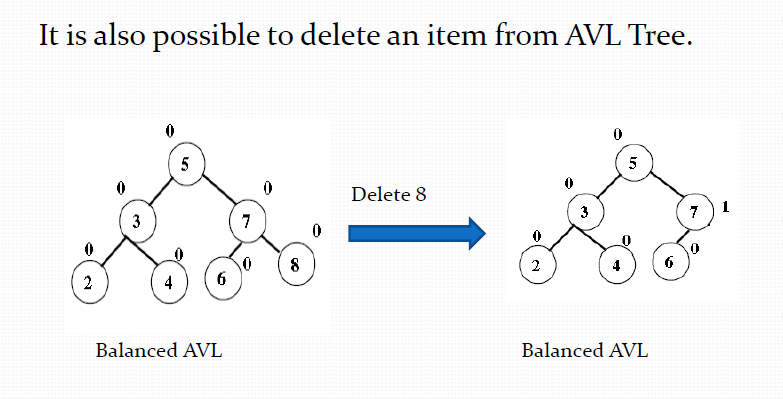 It is also possible to delete an item from AVL Tree.
0 0
5 5
0 0 Delete 8 0
3 7 0 3 7 1
0 0 0 0 0
2 4 6 8 2 4 6
Balanced AVL Balanced AVL